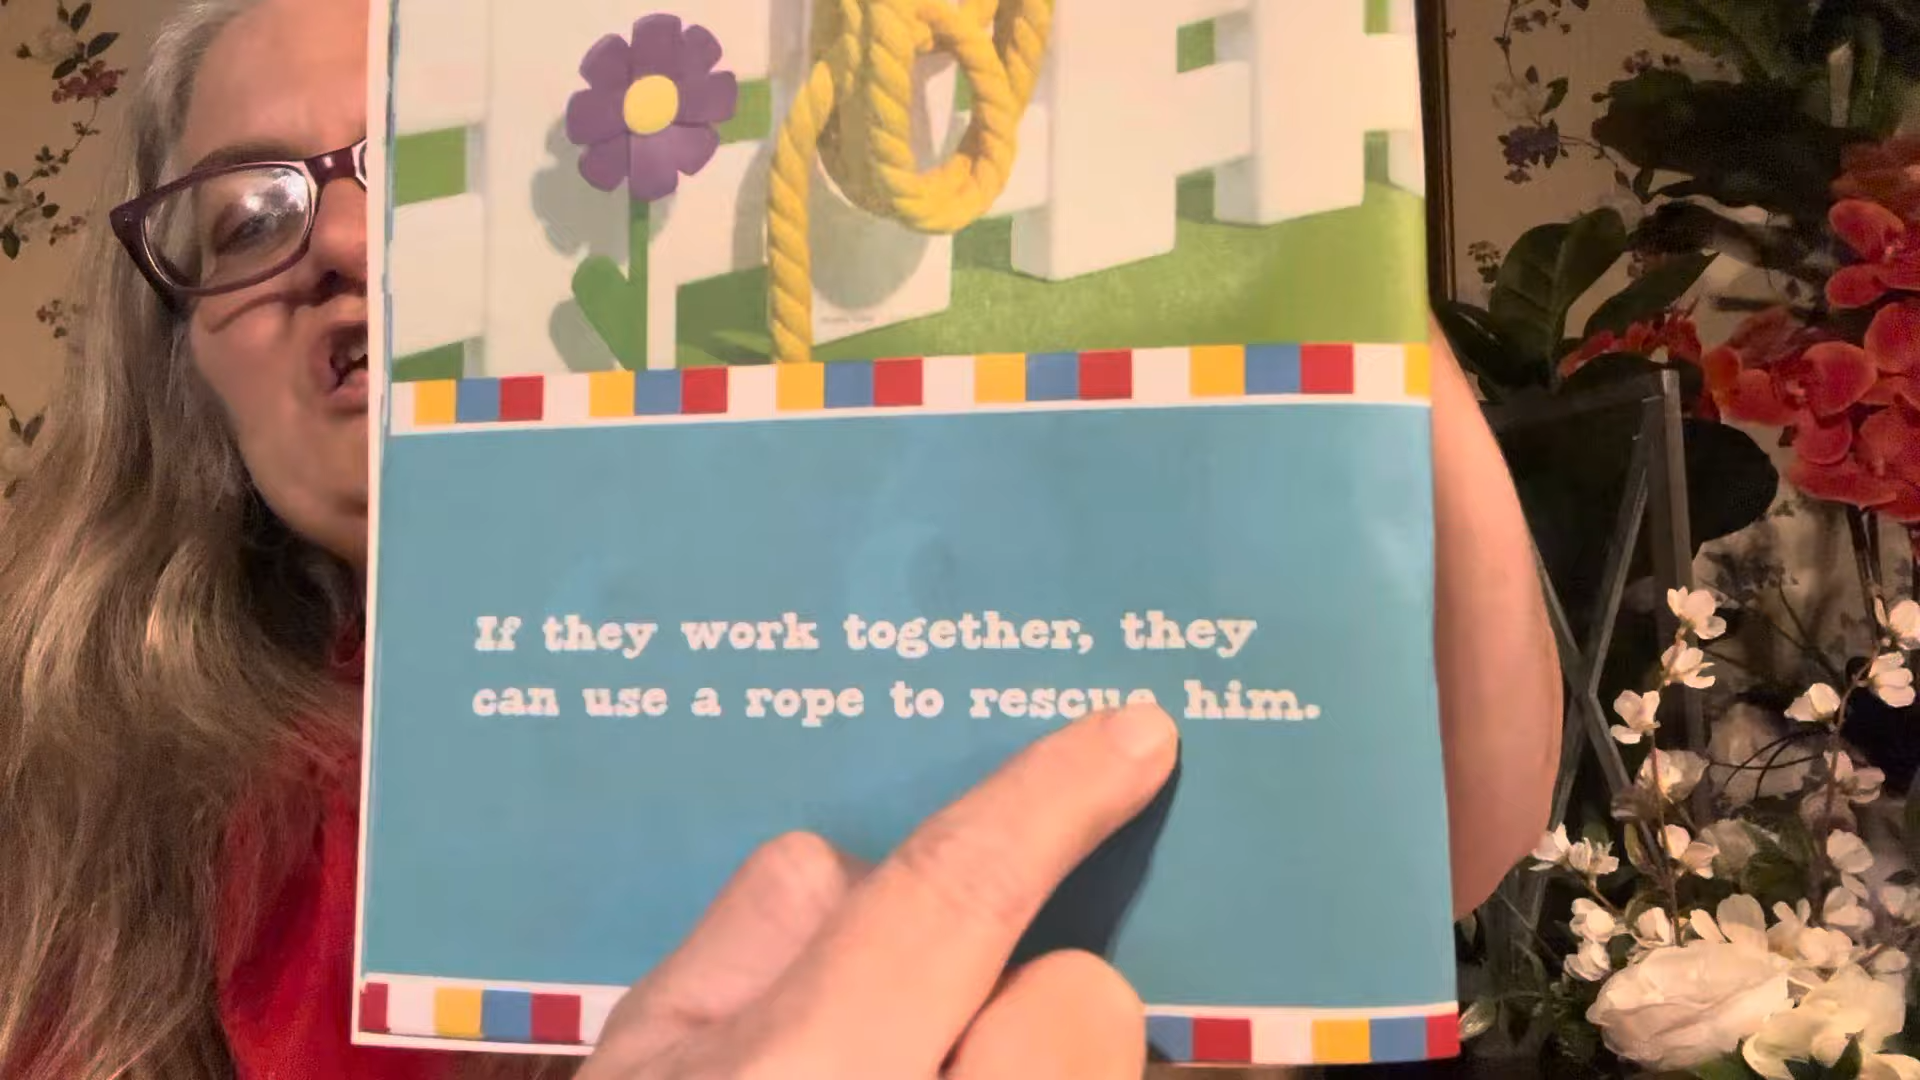 If they work together, they
can use a rope to rescue him.